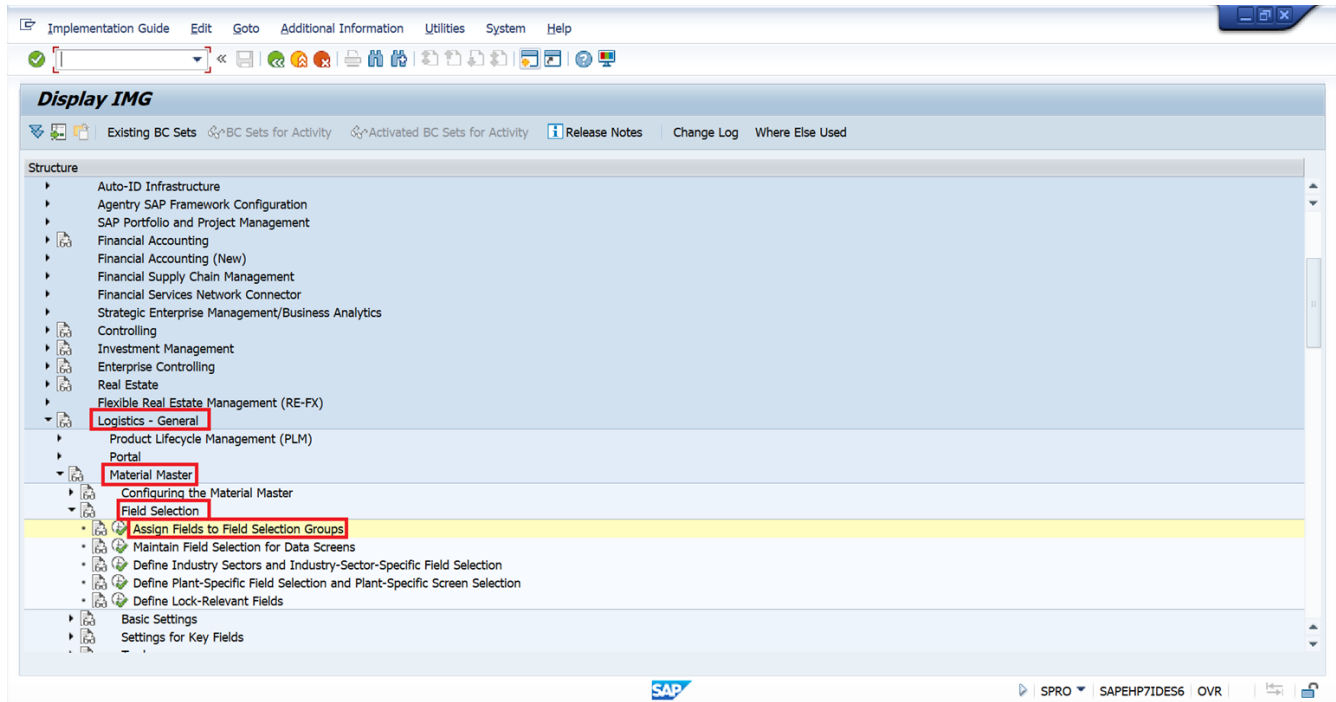 Implementation Guide Edit Goto Additional Information Utilities System Help
Display IMG
Existing BC Sets BC Sets for Activity Activated BC Sets for Activity Release Notes Change Log Where Else Used
Structure
Auto-ID Infrastructure
Agentry SAP Framework Configuration
SAP Portfolio and Project Management
Financial Accounting
Financial Accounting (New)
Financial Supply Chain Management
Financial Services Network Connector
Strategic Enterprise Management/Business Analytics
Controlling
Investment Management
Enterprise Controlling
Real Estate
Flexible Real Estate Management (RE-FX)
Logistics - General
Product Lifecycle Management (PLM)
Portal
Material Master
Configuring the Material Master
Field Selection
Assign Fields to Field Selection Groups
Maintain Field Selection for Data Screens
Define Industry Sectors and Industry-Sector-Specific Field Selection
Define Plant-Specific Field Selection and Plant-Specific Screen Selection
Define Lock-Relevant Fields
Basic Settings
Settings for Key Fields
SAP SPRO SAPEHP7IDES6 OVR